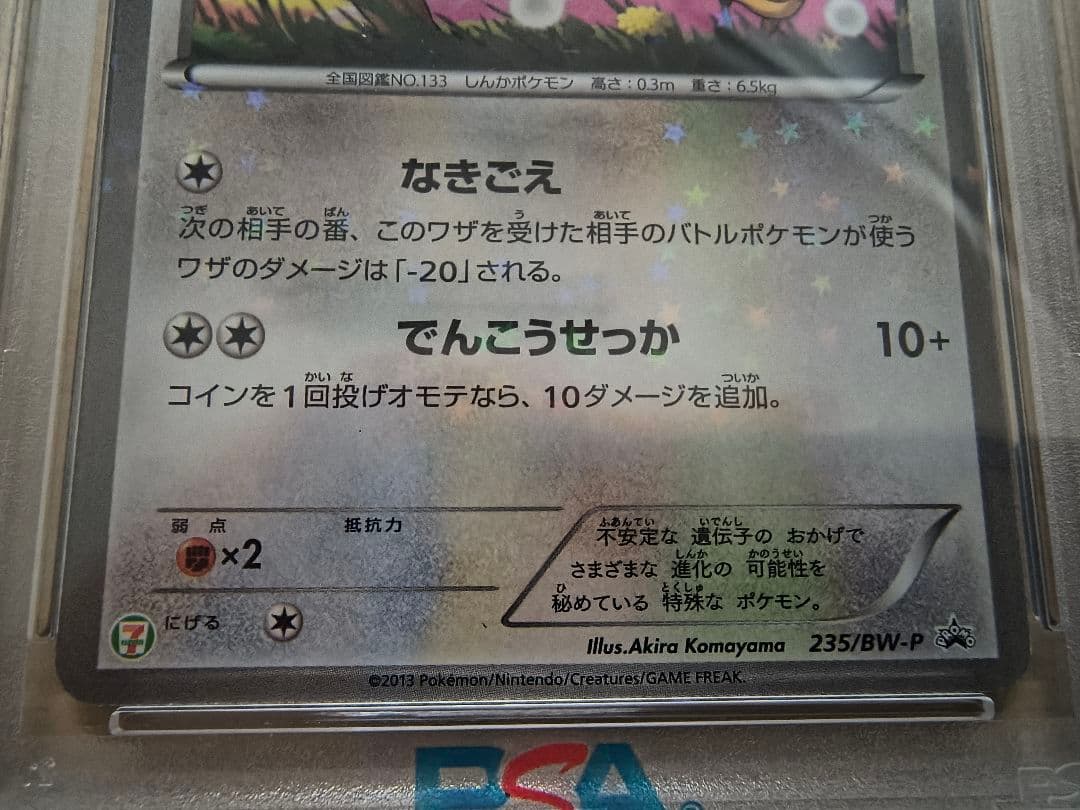 全国図鑑NO.133 しんかポケモン 高さ：0.3m 重さ：6.5kg
なきごえ
次の相手の番、このワザを受けた相手のバトルポケモンが使う
ワザのダメージは「-20」される。
でんこうせっか 10+
コインを1回投げオモテなら、10ダメージを追加。
弱点 抵抗力
×2
不安定な 遺伝子の おかげで
さまざまな 進化の 可能性を
秘めている 特殊な ポケモン。
にげる
7
Illus.Akira Komayama 235/BW-P PROMO
©2013 Pokémon/Nintendo/Creatures/GAME FREAK.
PSA